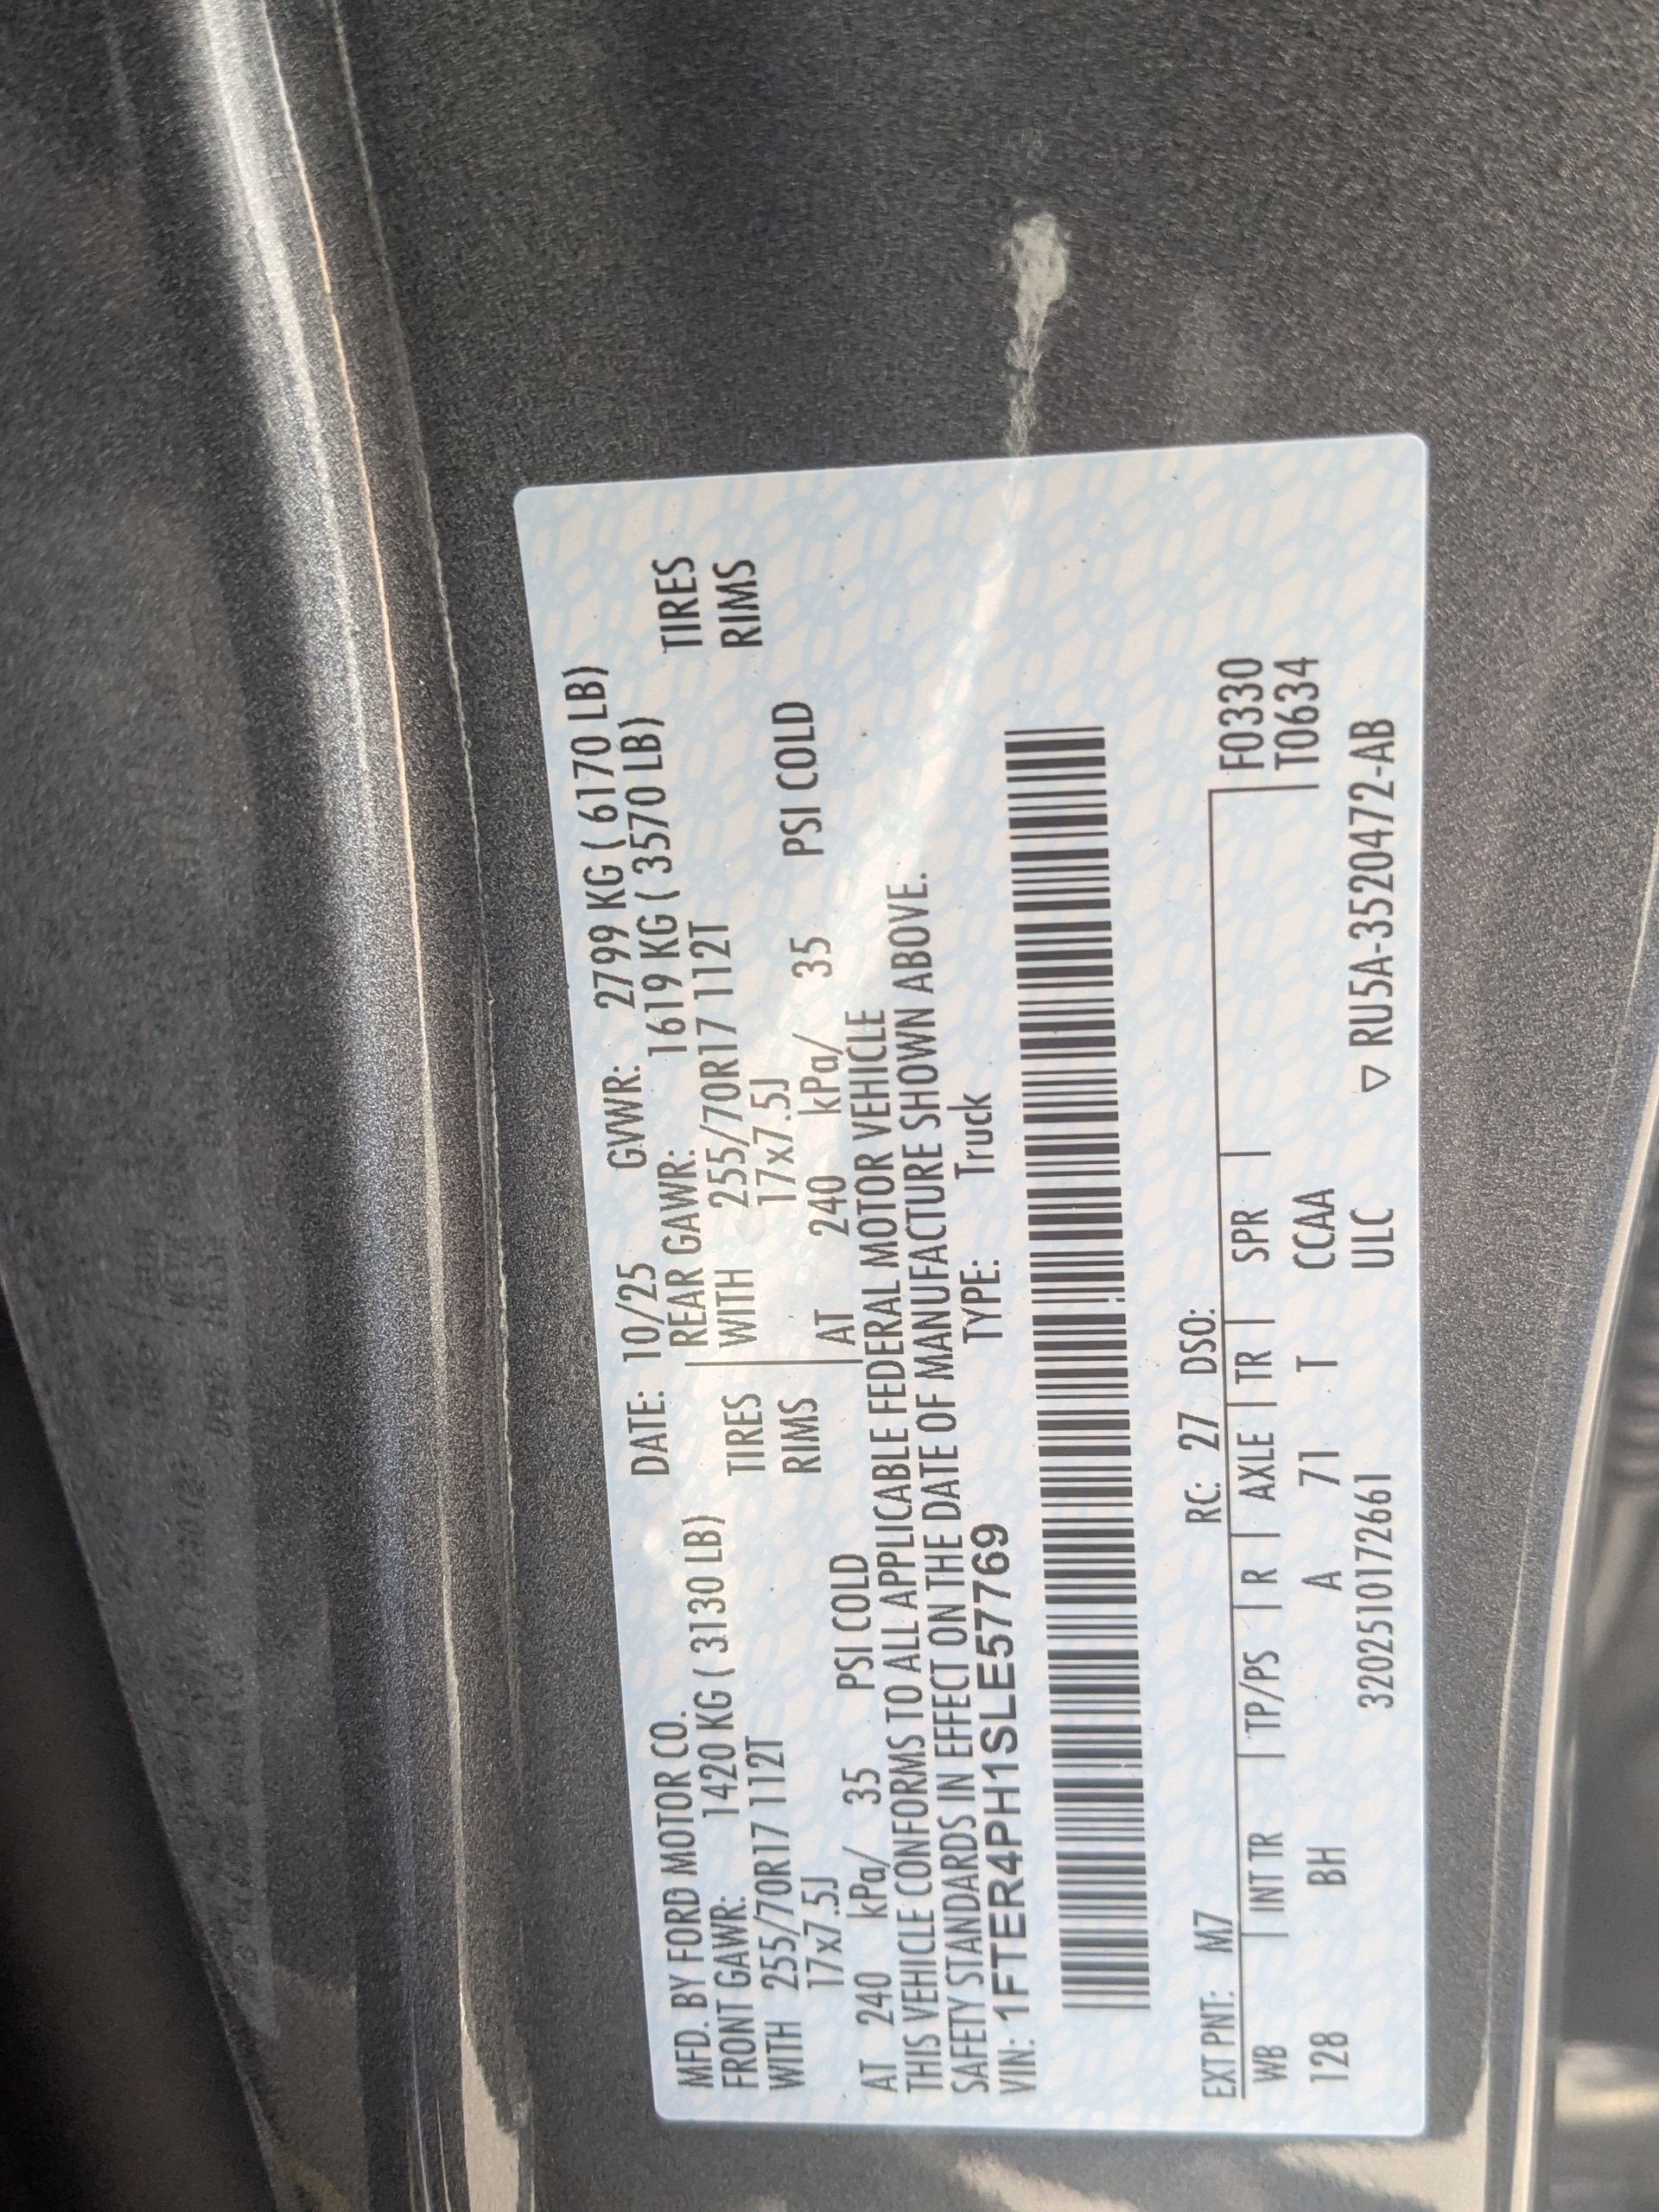 MFD. BY FORD MOTOR CO. DATE: 10/25 GVWR: 2799 KG ( 6170 LB)
FRONT GAWR: 1420 KG ( 3130 LB) REAR GAWR: 1619 KG ( 3570 LB)
WITH 255/70R17 112T TIRES WITH 255/70R17 112T TIRES
17x7.5J RIMS 17x7.5J RIMS
AT 240 kPa/ 35 PSI COLD AT 240 kPa/ 35 PSI COLD
THIS VEHICLE CONFORMS TO ALL APPLICABLE FEDERAL MOTOR VEHICLE
SAFETY STANDARDS IN EFFECT ON THE DATE OF MANUFACTURE SHOWN ABOVE.
VIN: 1FTER4PH1SLE57769 TYPE: Truck
EXT PNT: M7 RC: 27 DSO:
WB | INT TR | TP/PS | R | AXLE | TR | SPR | F0330
128 BH A 71 T CCAA T0634
320251017 2661 ULC ▽ RU5A-3520472-AB